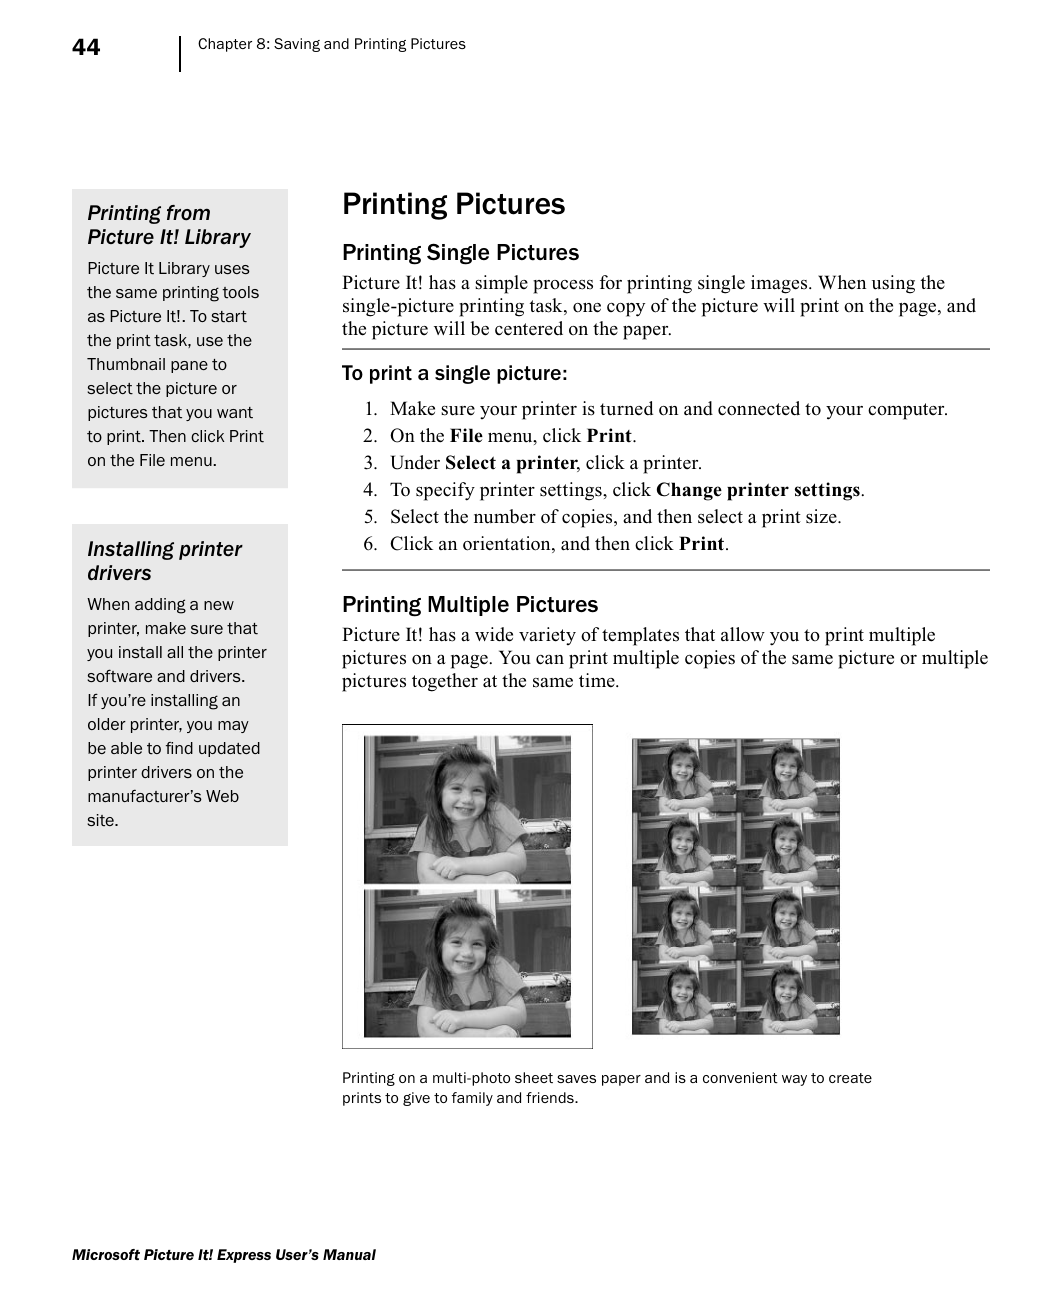 44
Chapter 8: Saving and Printing Pictures
Printing from
Picture It! Library
Picture It Library uses
the same printing tools
as Picture It!. To start
the print task, use the
Thumbnail pane to
select the picture or
pictures that you want
to print. Then click Print
on the File menu.
Installing printer
drivers
When adding a new
printer, make sure that
you install all the printer
software and drivers.
If you’re installing an
older printer, you may
be able to find updated
printer drivers on the
manufacturer’s Web
site.
Printing Pictures
Printing Single Pictures
Picture It! has a simple process for printing single images. When using the
single-picture printing task, one copy of the picture will print on the page, and
the picture will be centered on the paper.
To print a single picture:
1. Make sure your printer is turned on and connected to your computer.
2. On the File menu, click Print.
3. Under Select a printer, click a printer.
4. To specify printer settings, click Change printer settings.
5. Select the number of copies, and then select a print size.
6. Click an orientation, and then click Print.
Printing Multiple Pictures
Picture It! has a wide variety of templates that allow you to print multiple
pictures on a page. You can print multiple copies of the same picture or multiple
pictures together at the same time.
Printing on a multi-photo sheet saves paper and is a convenient way to create
prints to give to family and friends.
Microsoft Picture It! Express User’s Manual